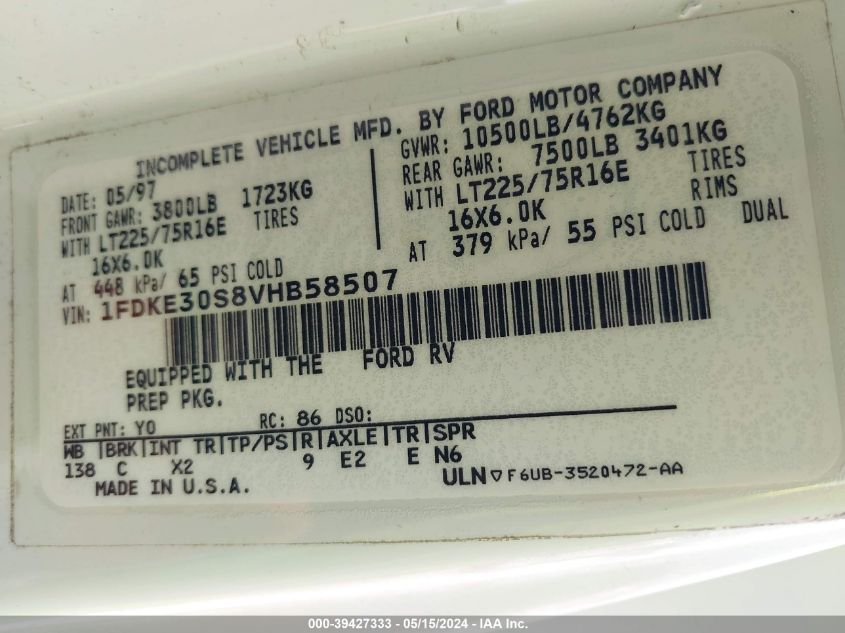 INCOMPLETE VEHICLE MFD. BY FORD MOTOR COMPANY
DATE: 05/97
FRONT GAWR: 3800LB 1723KG
WITH LT225/75R16E TIRES
16X6.0K
AT 448 kPa/ 65 PSI COLD
GVWR: 10500LB/4762KG
REAR GAWR: 7500LB 3401KG
WITH LT225/75R16E TIRES
16X6.0K RIMS
AT 379 kPa/ 55 PSI COLD DUAL
VIN: 1FDKE30S8VHB58507
EQUIPPED WITH THE FORD RV
PREP PKG.
EXT PNT: YO RC: 86 DSO:
WB |BRK|INT TR|TP/PS|R|AXLE|TR|SPR
138 C X2 9 E2 E N6
MADE IN U.S.A. ULN ▽ F6UB-3520472-AA
000-39427333 - 05/15/2024 - IAA Inc.